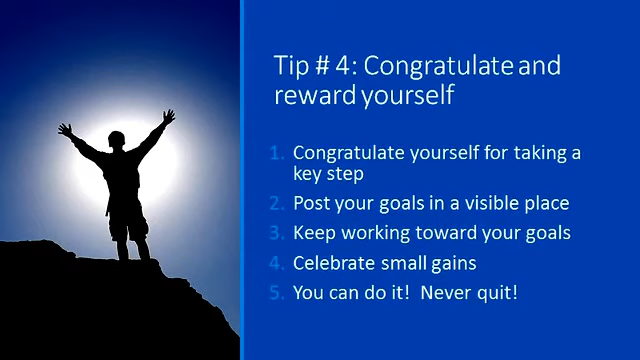 Tip # 4: Congratulate and
reward yourself
1. Congratulate yourself for taking a
key step
2. Post your goals in a visible place
3. Keep working toward your goals
4. Celebrate small gains
5. You can do it!  Never quit!